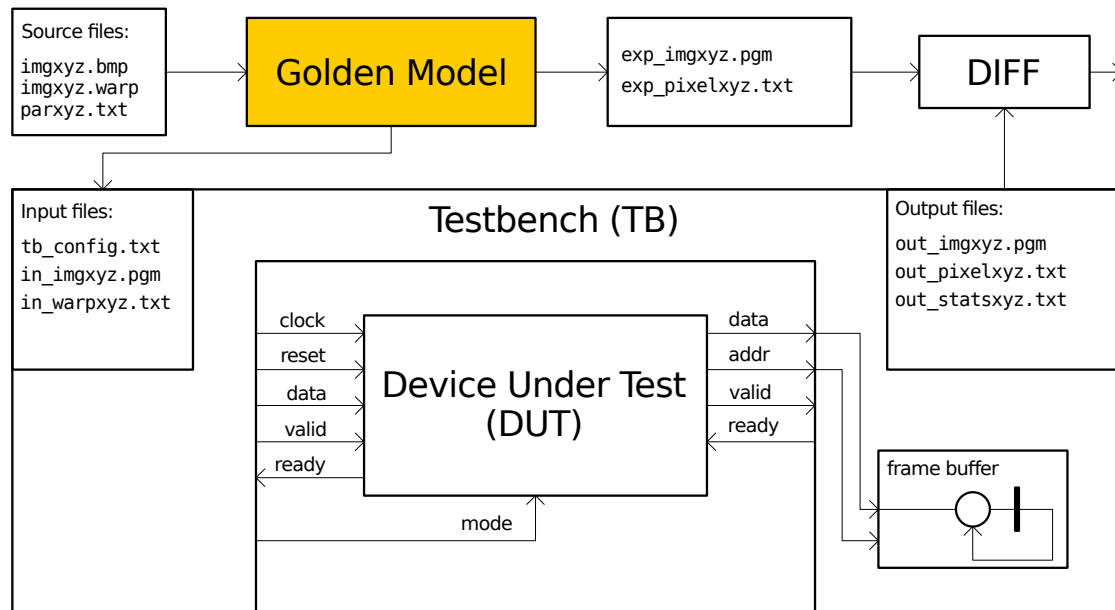 Source files:
imgxyz.bmp
imgxyz.warp
parxyz.txt
Golden Model
exp_imgxyz.pgm
exp_pixelxyz.txt
DIFF
Input files:
tb_config.txt
in_imgxyz.pgm
in_warpxyz.txt
Testbench (TB)
Output files:
out_imgxyz.pgm
out_pixelxyz.txt
out_statsxyz.txt
clock
reset
data
valid
ready
mode
Device Under Test
(DUT)
data
addr
valid
ready
frame buffer